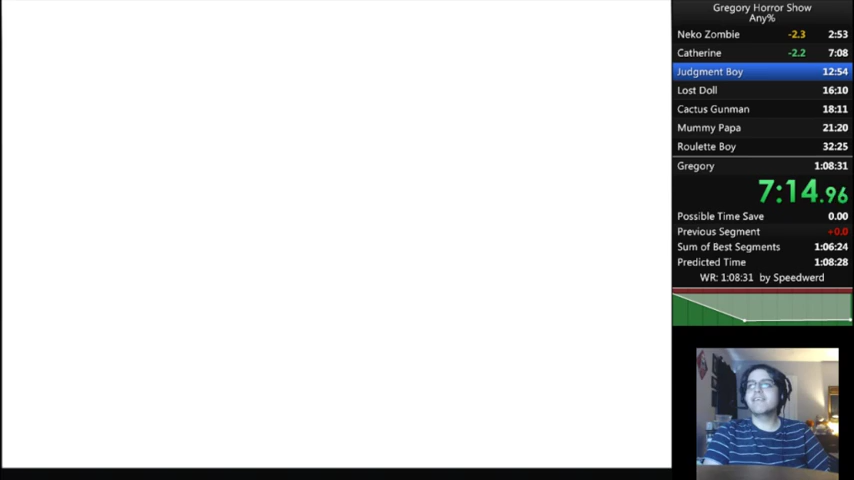 Gregory Horror Show
Any%
Neko Zombie -2.3 2:53
Catherine -2.2 7:08
Judgment Boy 12:54
Lost Doll 16:10
Cactus Gunman 18:11
Mummy Papa 21:20
Roulette Boy 32:25
Gregory 1:08:31
7:14.96
Possible Time Save 0.00
Previous Segment +0.0
Sum of Best Segments 1:06:24
Predicted Time 1:08:28
WR: 1:08:31 by Speedwerd